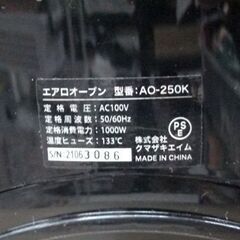 エアロオーブン 型番:AO-250K
定格電圧:AC100V
定格周波数:50/60Hz
定格消費電力:1000W
温度ヒューズ:133℃
S/N:21063086
PS
E
株式会社
クマザキエイム
MADE IN CHINA